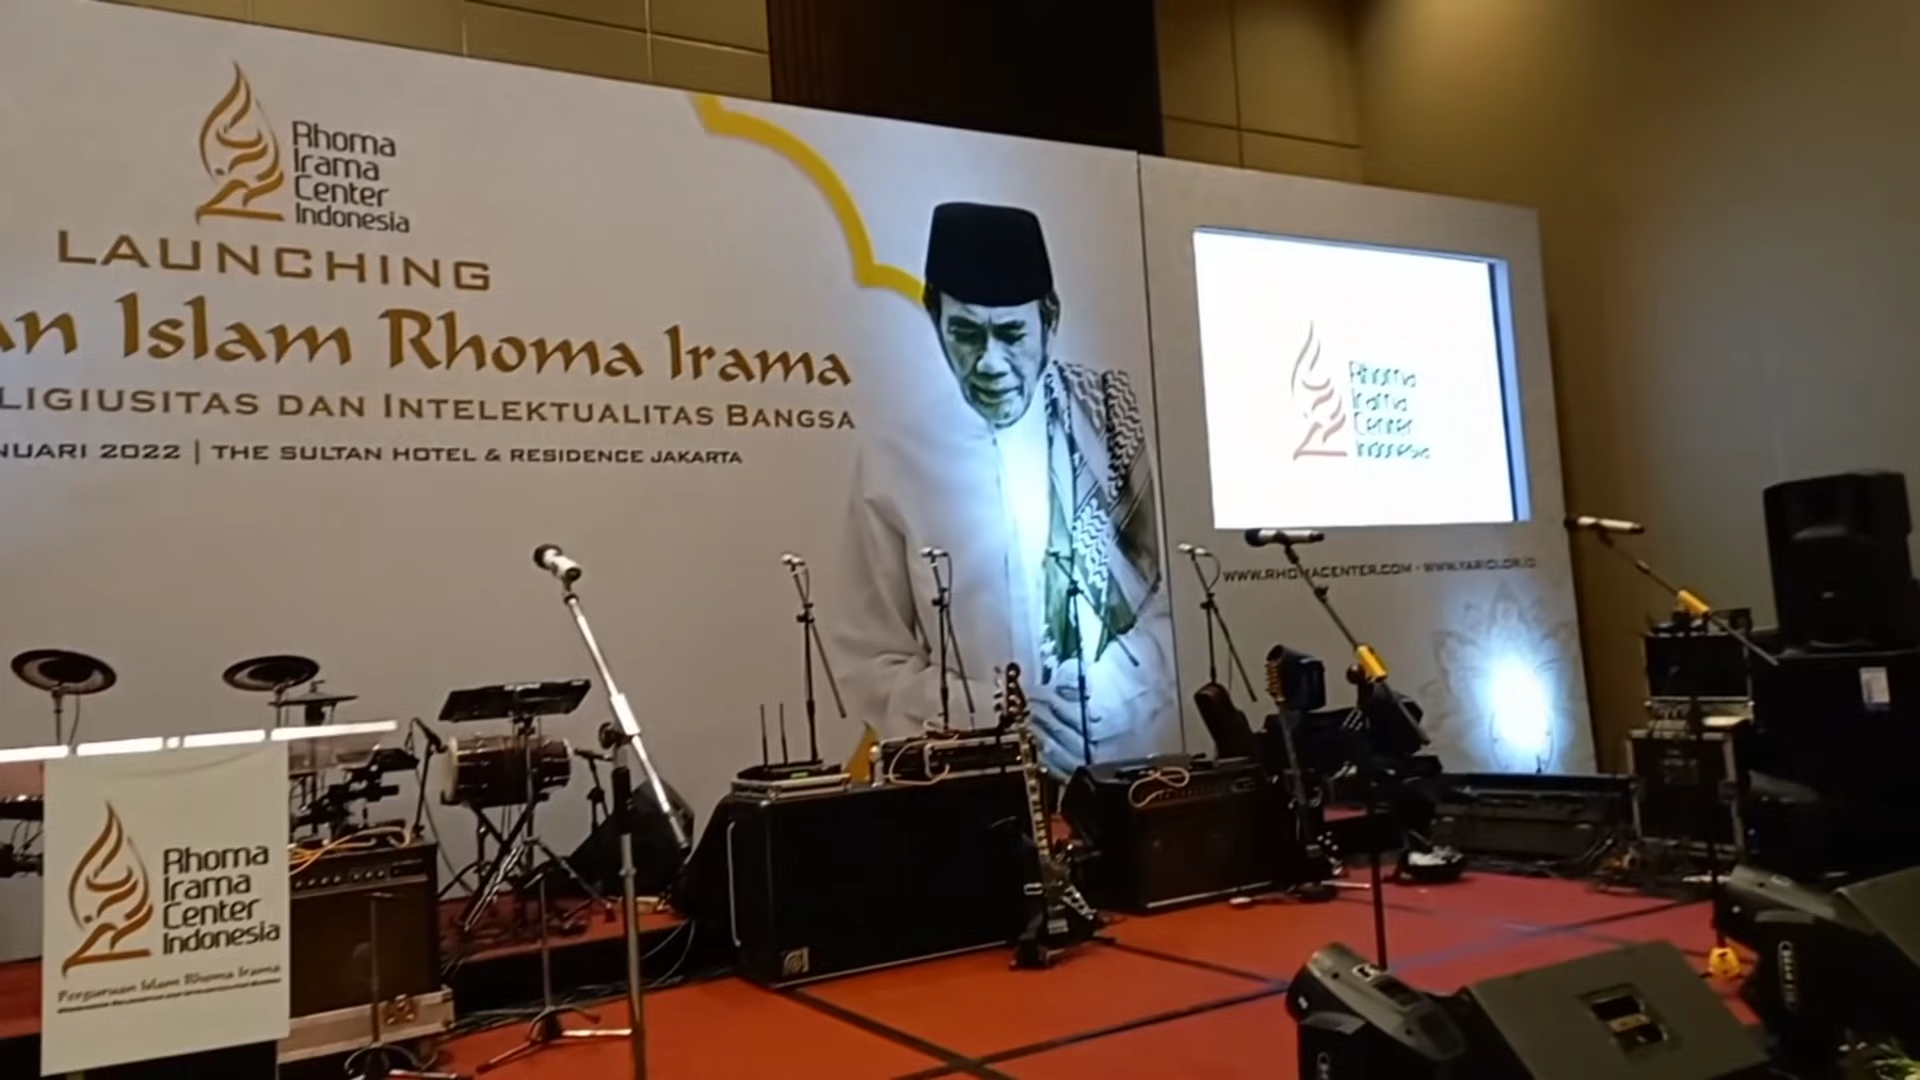 Rhoma
Irama
Center
Indonesia
LAUNCHING
an Islam Rhoma Irama
LIGIUSITAS DAN INTELEKTUALITAS BANGSA
NUARI 2022 | THE SULTAN HOTEL & RESIDENCE JAKARTA
Rhoma
Irama
Center
Indonesia
WWW.RHOMACENTER.COM - WWW.YARICI.OR.ID
Rhoma
Irama
Center
Indonesia
Perguruan Islam Rhoma Irama